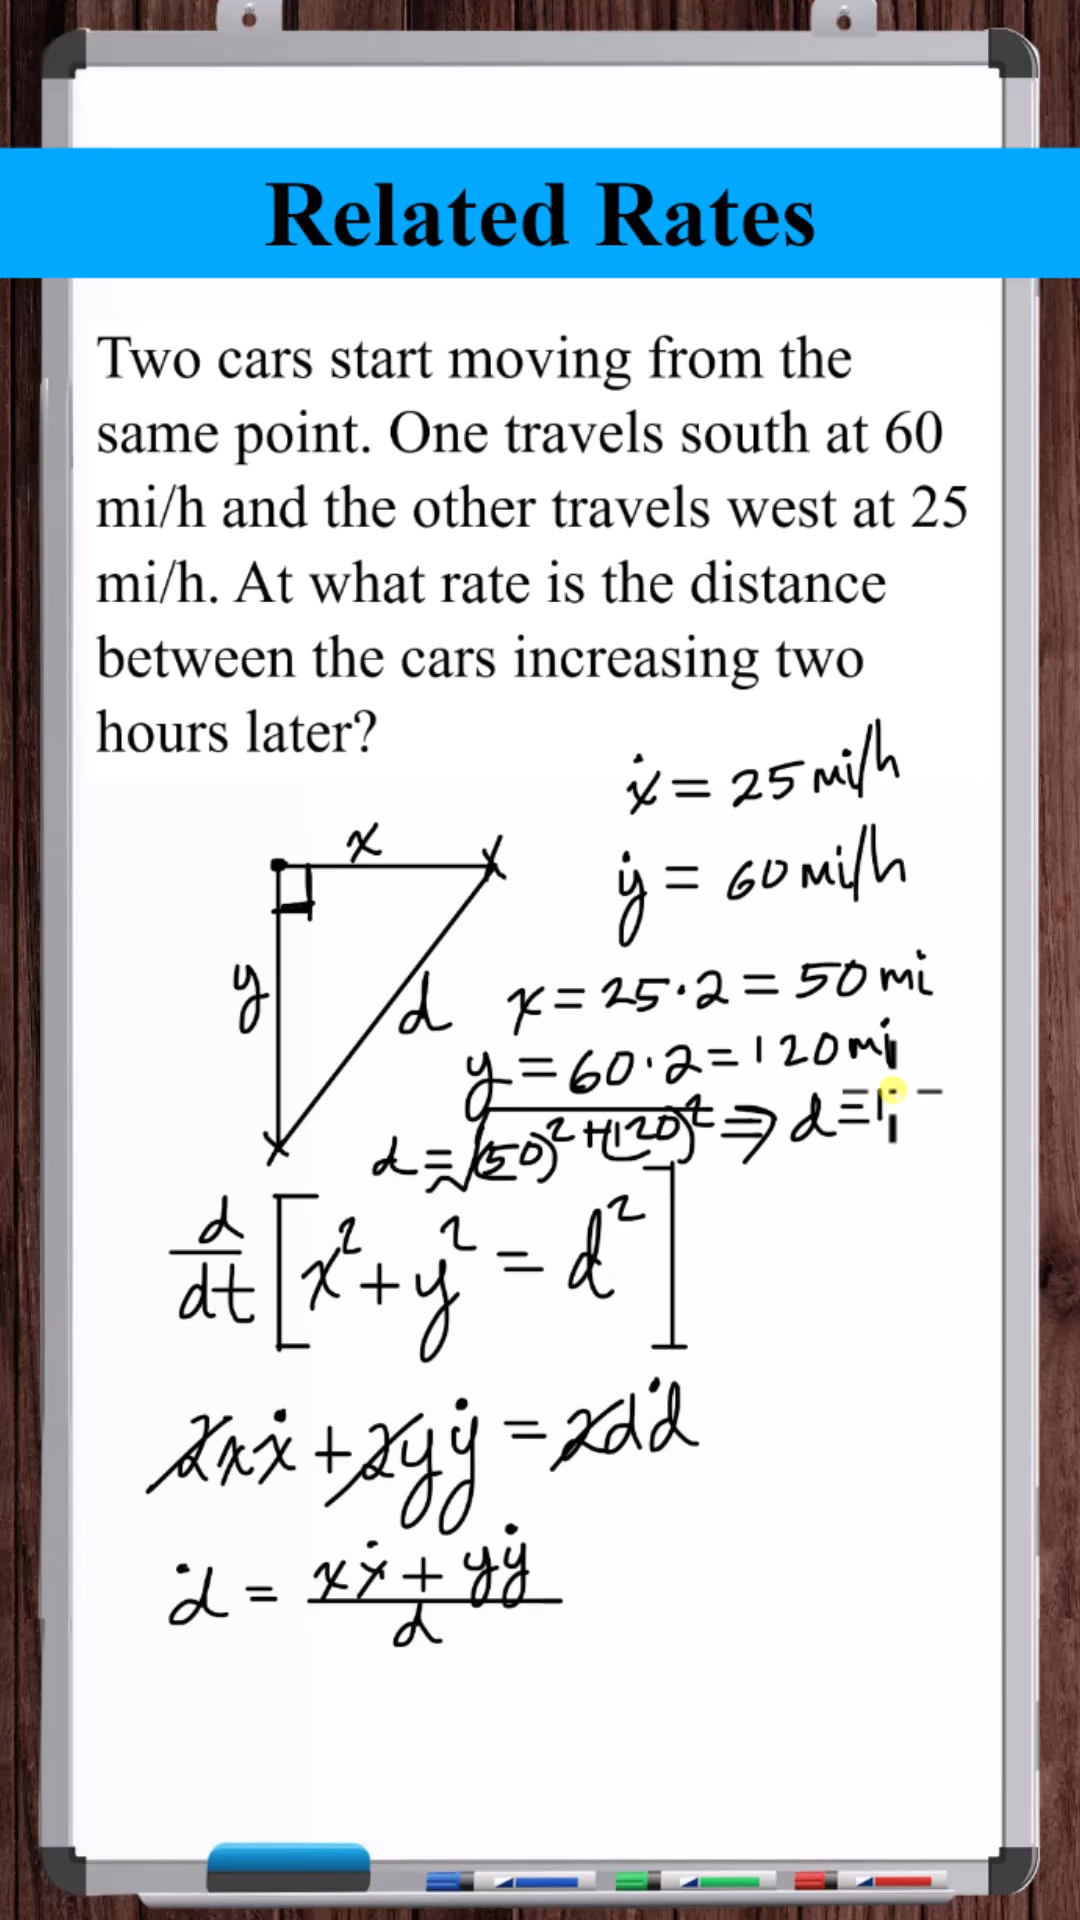 Related Rates
Two cars start moving from the
same point. One travels south at 60
mi/h and the other travels west at 25
mi/h. At what rate is the distance
between the cars increasing two
hours later?
ẋ = 25 mi/h
ẏ = 60 mi/h
x
y
d
x = 25·2 = 50 mi
y = 60·2 = 120 mi
d = √(50)² + (120)² ⇒ d = 1
d/dt [x² + y² = d²]
2xẋ + 2yẏ = 2dḋ
ḋ = xẋ + yẏ / d